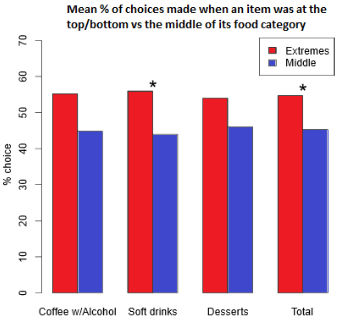 Mean % of choices made when an item was at the
top/bottom vs the middle of its food category
Extremes
Middle
% choice
70
60
50
40
30
20
10
0
*
*
Coffee w/Alcohol Soft drinks Desserts Total